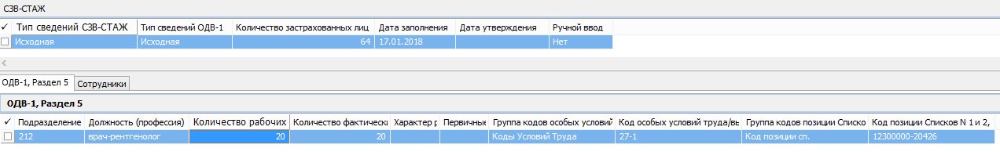 СЗВ-СТАЖ
✓ Тип сведений СЗВ-СТАЖ Тип сведений ОДВ-1 Количество застрахованных лиц Дата заполнения Дата утверждения Ручной ввод
Исходная Исходная 64 17.01.2018 Нет
ОДВ-1, Раздел 5 Сотрудники
ОДВ-1, Раздел 5
✓ Подразделение Должность (профессия) Количество рабочих Количество фактически Характер р Первичные Группа кодов особых условий Код особых условий труда/вы Группа кодов позиции Списко Код позиции Списков N 1 и 2,
212 врач-рентгенолог 20 20 Коды Условий Труда 27-1 Код позиции сп. 12300000-20426